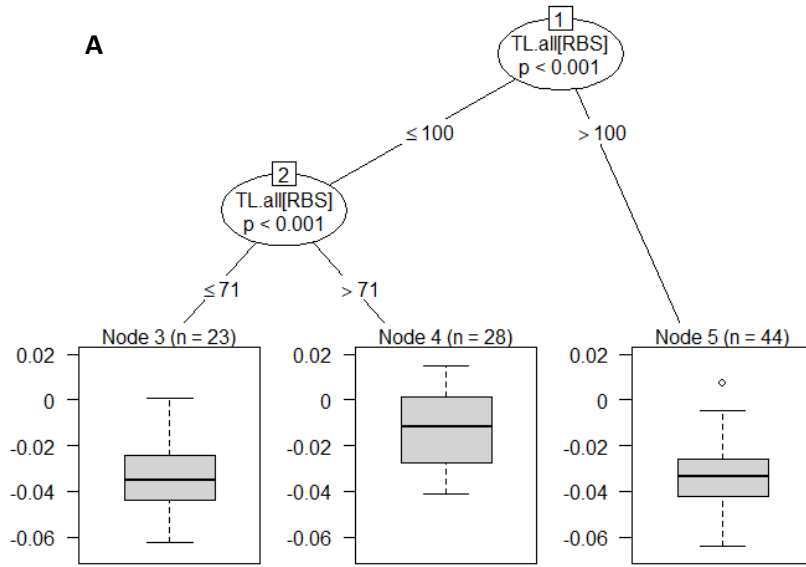 A
1
TL.all[RBS]
p < 0.001
≤ 100
> 100
2
TL.all[RBS]
p < 0.001
≤ 71
> 71
Node 3 (n = 23)
0.02
0
-0.02
-0.04
-0.06
Node 4 (n = 28)
0.02
0
-0.02
-0.04
-0.06
Node 5 (n = 44)
0.02
0
-0.02
-0.04
-0.06